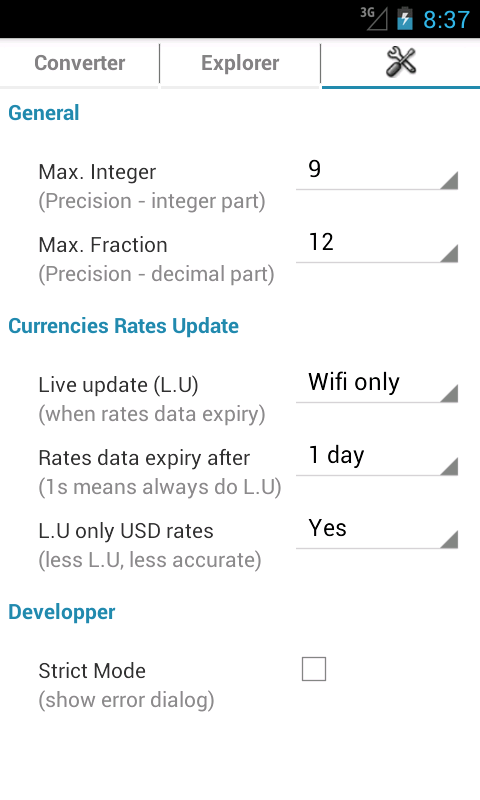 3G 8:37
Converter Explorer
General
Max. Integer 9
(Precision - integer part)
Max. Fraction 12
(Precision - decimal part)
Currencies Rates Update
Live update (L.U) Wifi only
(when rates data expiry)
Rates data expiry after 1 day
(1s means always do L.U)
L.U only USD rates Yes
(less L.U, less accurate)
Developper
Strict Mode
(show error dialog)